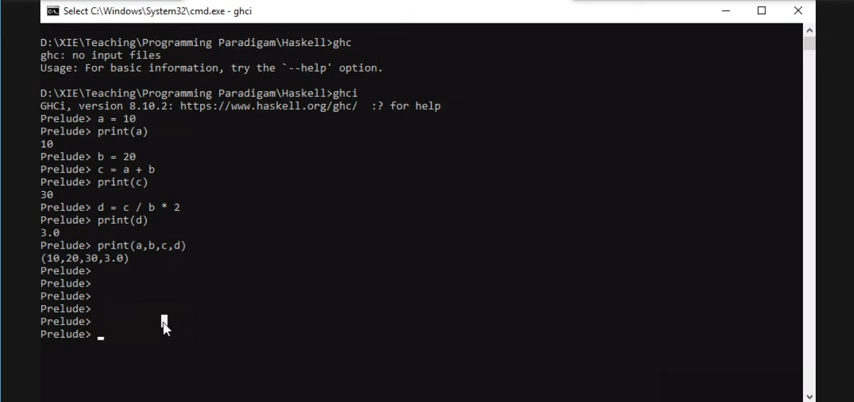 Select C:\Windows\System32\cmd.exe - ghci
D:\XIE\Teaching\Programming Paradigam\Haskell>ghc
ghc: no input files
Usage: For basic information, try the `--help' option.
D:\XIE\Teaching\Programming Paradigam\Haskell>ghci
GHCi, version 8.10.2: https://www.haskell.org/ghc/  :? for help
Prelude> a = 10
Prelude> print(a)
10
Prelude> b = 20
Prelude> c = a + b
Prelude> print(c)
30
Prelude> d = c / b * 2
Prelude> print(d)
3.0
Prelude> print(a,b,c,d)
(10,20,30,3.0)
Prelude>
Prelude>
Prelude>
Prelude>
Prelude>
Prelude> _